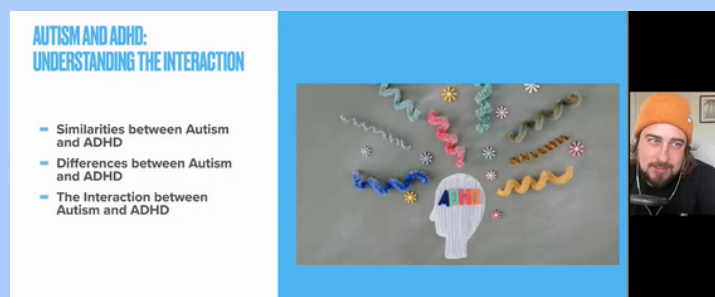 AUTISM AND ADHD:
UNDERSTANDING THE INTERACTION
Similarities between Autism
and ADHD
Differences between Autism
and ADHD
The Interaction between
Autism and ADHD
ADHD